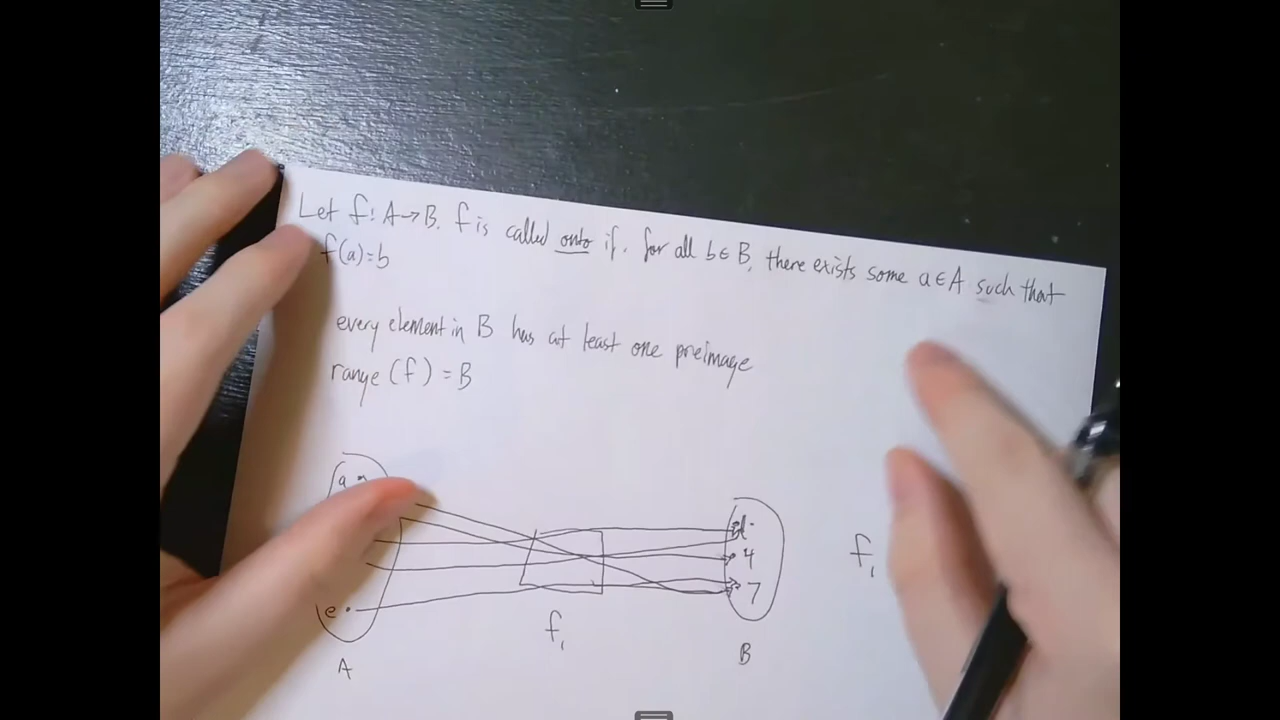 Let f: A→B. f is called onto if, for all b∈B, there exists some a∈A such that
f(a)=b
every element in B has at least one preimage
range (f) = B
a
4
7
e
f₁
f₁
A
B